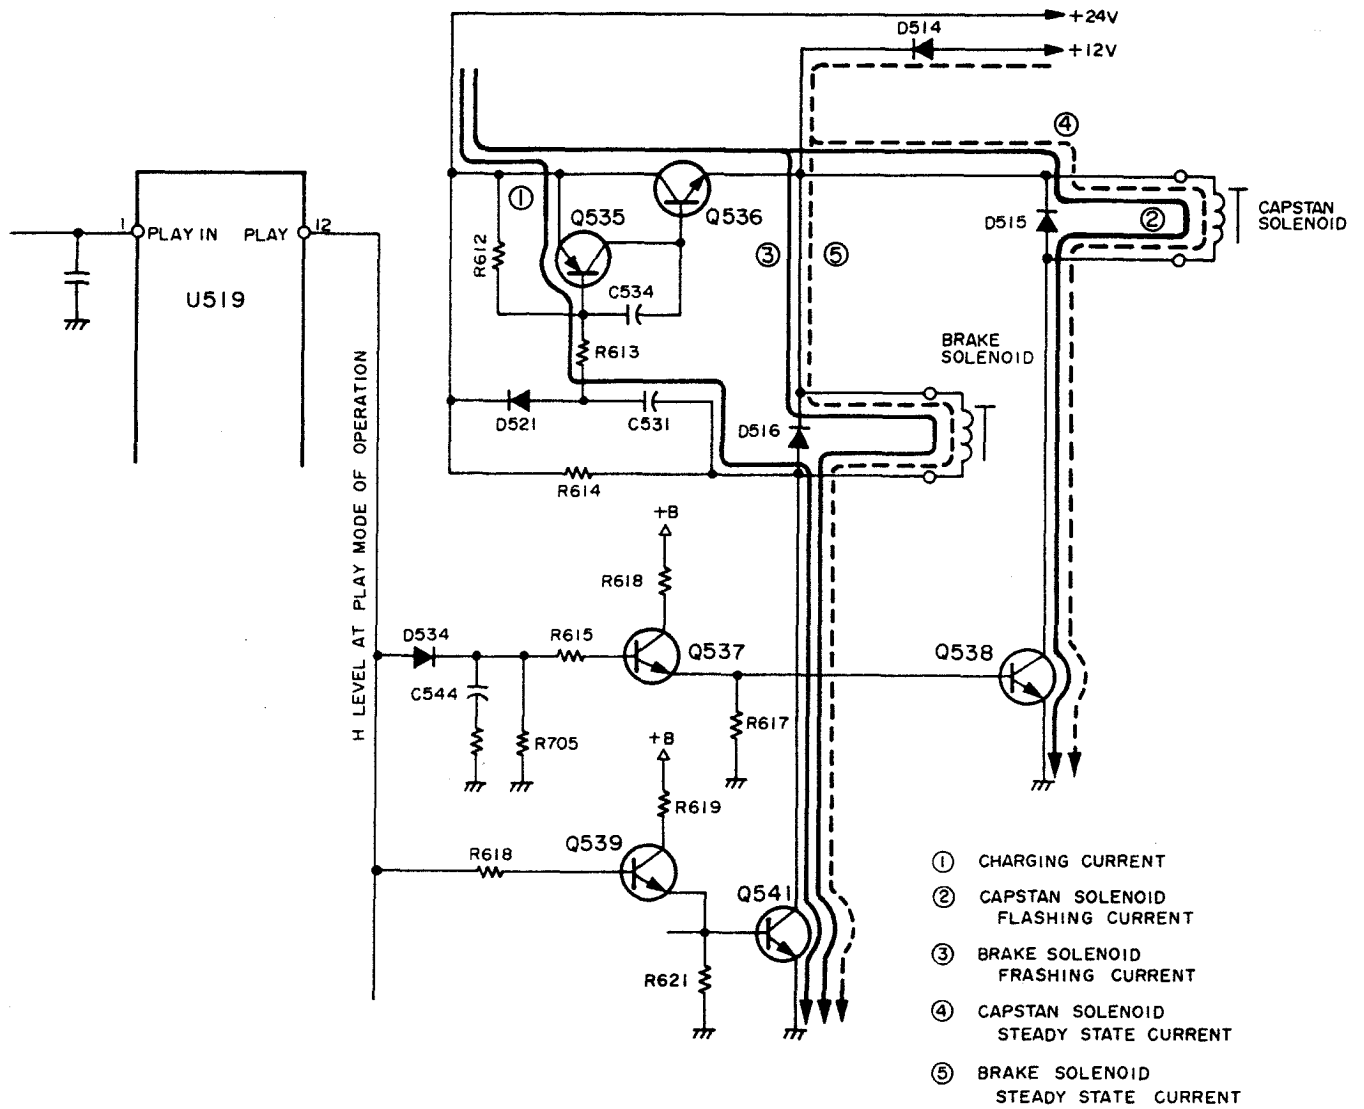 +24V
D514
+12V
④
1
PLAY IN
PLAY
12
U519
①
Q535
Q536
R612
C534
③
⑤
D515
②
CAPSTAN
SOLENOID
R613
BRAKE
SOLENOID
D521
C531
D516
R614
H LEVEL AT PLAY MODE OF OPERATION
+B
R618
D534
R615
Q537
Q538
C544
R705
R617
+B
R619
R618
Q539
Q541
R621
① CHARGING CURRENT
② CAPSTAN SOLENOID
FLASHING CURRENT
③ BRAKE SOLENOID
FRASHING CURRENT
④ CAPSTAN SOLENOID
STEADY STATE CURRENT
⑤ BRAKE SOLENOID
STEADY STATE CURRENT